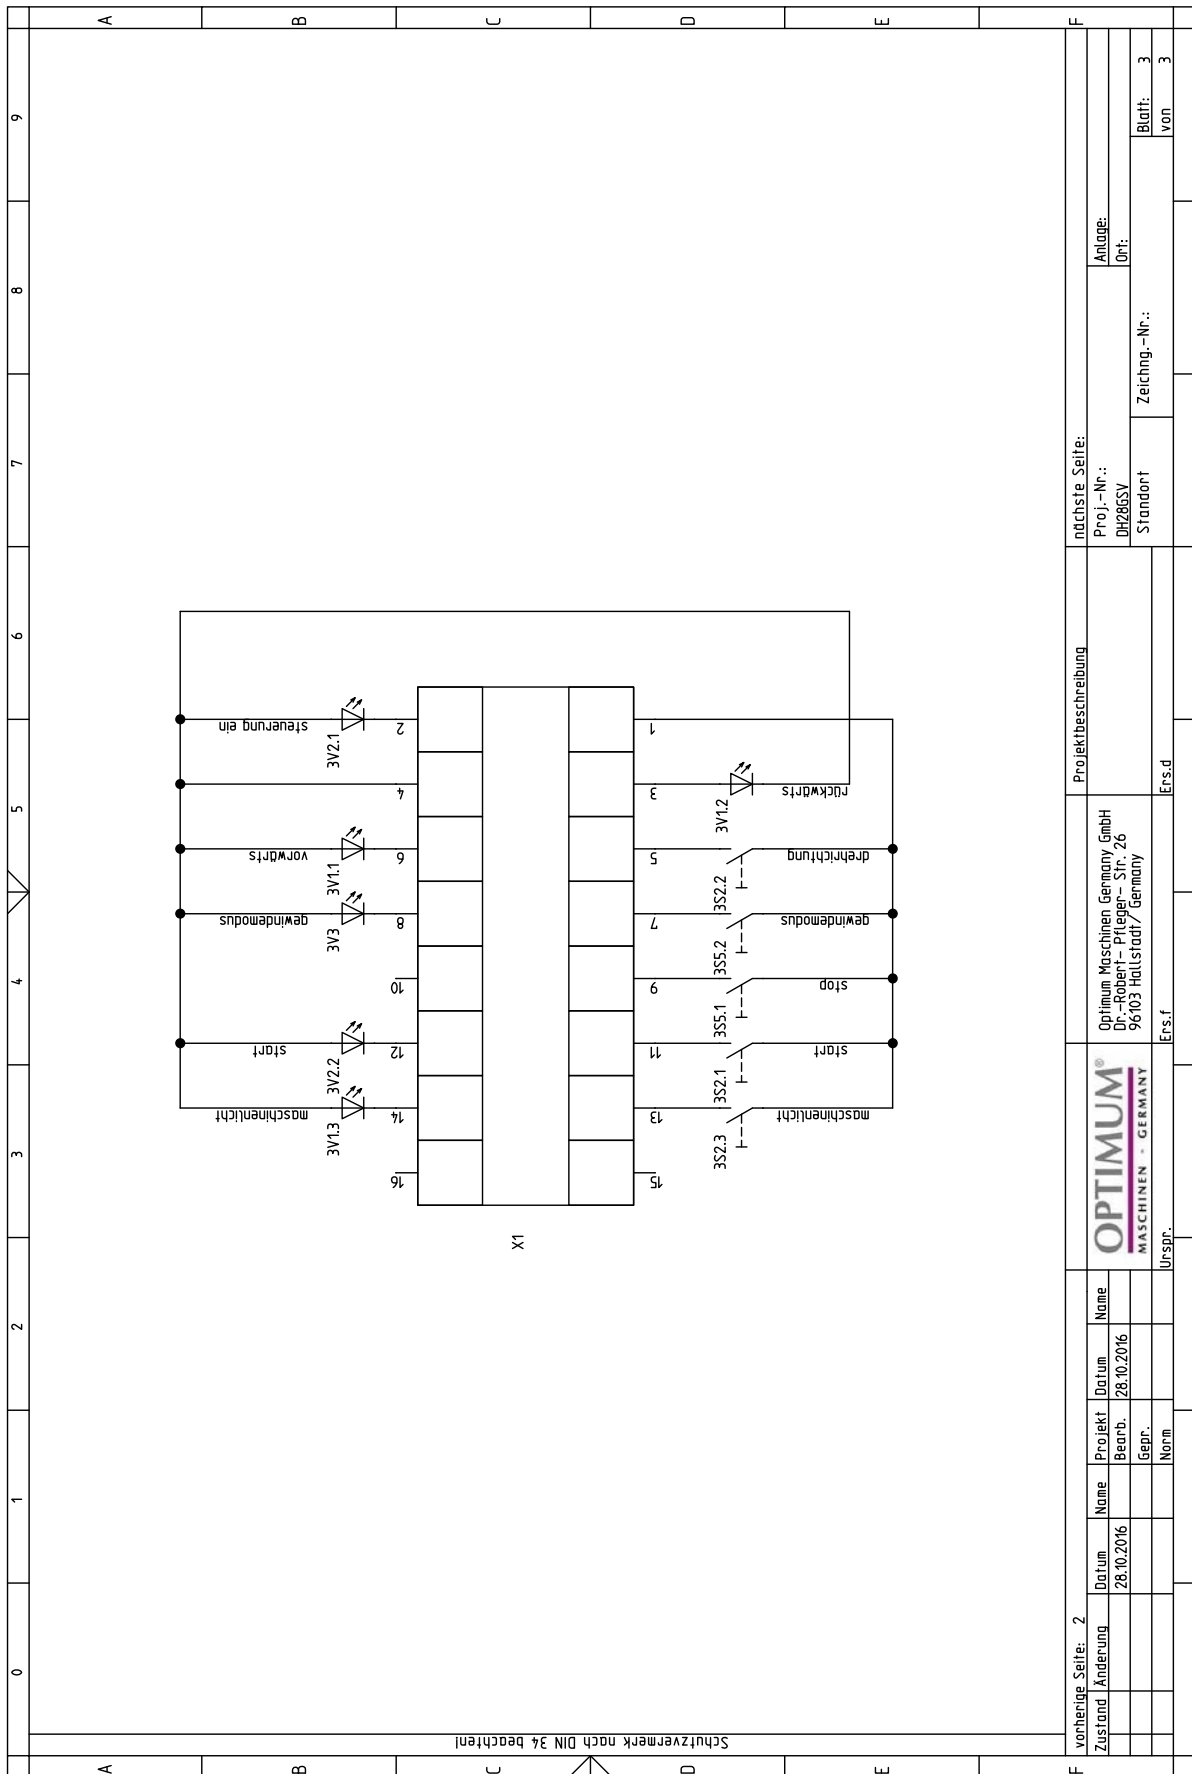 0 1 2 3 4 5 6 7 8 9
A
B
C
D
E
F
A
B
C
D
E
F
Schutzvermerk nach DIN 34 beachten!
maschinenlicht
start
gewindemodus
vorwärts
steuerung ein
3V1.3
3V2.2
3V3
3V1.1
3V2.1
16 14 12 10 8 6 4 2
X1
15 13 11 9 7 5 3 1
3S2.3
3S2.1
3S5.1
3S5.2
3S2.2
3V1.2
maschinenlicht
start
stop
gewindemodus
drehrichtung
rückwärts
vorherige Seite: 2
Zustand Änderung Datum Name
28.10.2016
Projekt Datum Name
Bearb. 28.10.2016
Gepr.
Norm
OPTIMUM®
MASCHINEN - GERMANY
Urspr.
Optimum Maschinen Germany GmbH
Dr.-Robert- Pfleger- Str. 26
96103 Hallstadt/ Germany
Ers.f
Projektbeschreibung
Ers.d
nächste Seite:
Proj.-Nr.:
DH28GSV
Standort
Zeichng.-Nr.:
Anlage:
Ort:
Blatt: 3
von 3